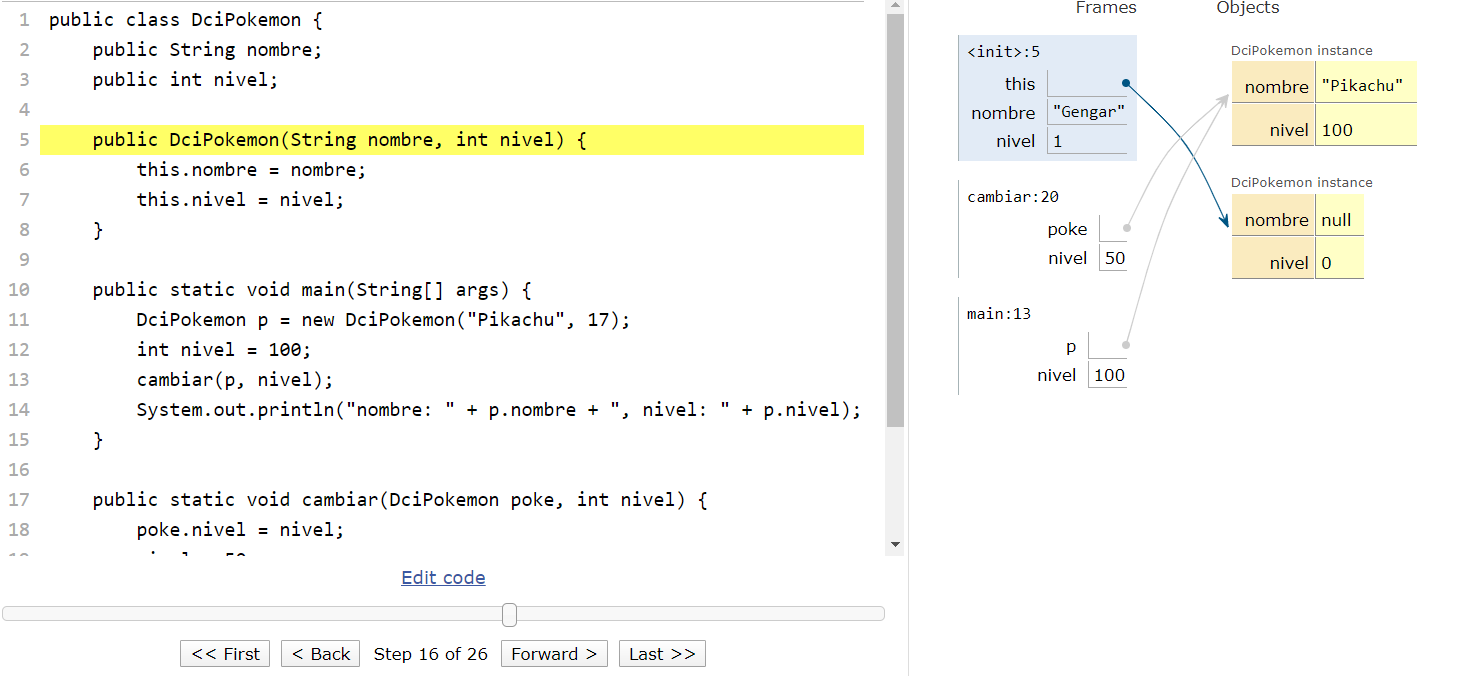 1 public class DciPokemon {
2     public String nombre;
3     public int nivel;
4
5     public DciPokemon(String nombre, int nivel) {
6         this.nombre = nombre;
7         this.nivel = nivel;
8     }
9
10     public static void main(String[] args) {
11         DciPokemon p = new DciPokemon("Pikachu", 17);
12         int nivel = 100;
13         cambiar(p, nivel);
14         System.out.println("nombre: " + p.nombre + ", nivel: " + p.nivel);
15     }
16
17     public static void cambiar(DciPokemon poke, int nivel) {
18         poke.nivel = nivel;
Edit code
<< First < Back Step 16 of 26 Forward > Last >>
Frames Objects
<init>:5
this
nombre "Gengar"
nivel 1
cambiar:20
poke
nivel 50
main:13
p
nivel 100
DciPokemon instance
nombre "Pikachu"
nivel 100
DciPokemon instance
nombre null
nivel 0